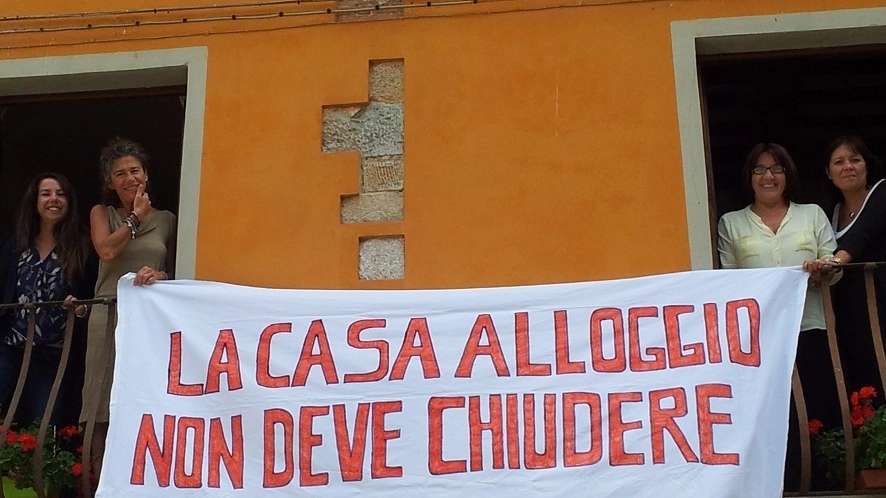 LA CASA ALLOGGIO
NON DEVE CHIUDERE